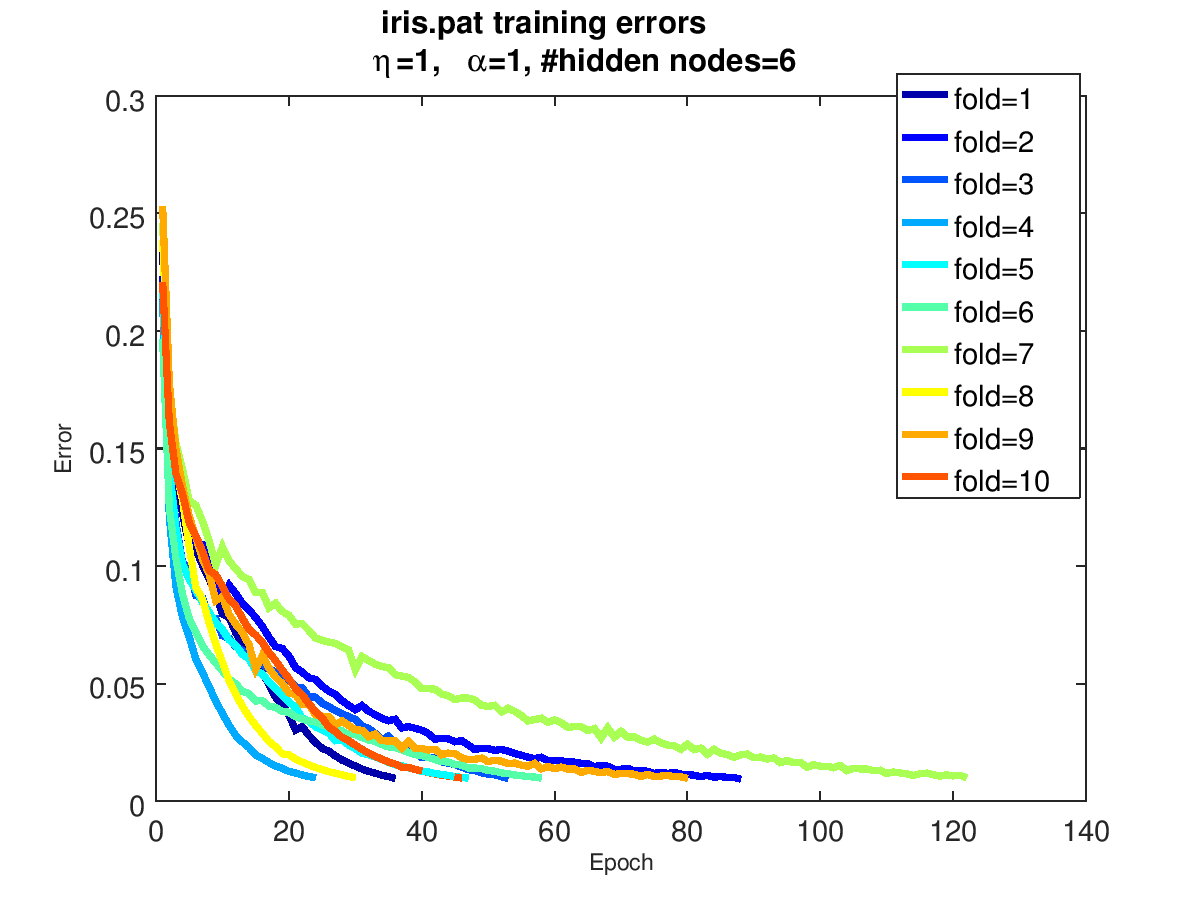 iris.pat training errors
η=1, α=1, #hidden nodes=6
fold=1
fold=2
fold=3
fold=4
fold=5
fold=6
fold=7
fold=8
fold=9
fold=10
0.3
0.25
0.2
0.15
0.1
0.05
0
Error
0 20 40 60 80 100 120 140
Epoch